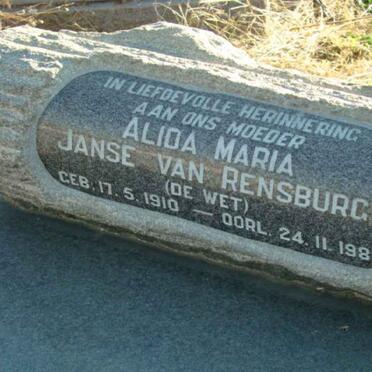 IN LIEFDEVOLLE HERINNERING
AAN ONS MOEDER
ALIDA MARIA
JANSE VAN RENSBURG
(DE WET)
GEB. 17. 5. 1910 — OORL. 24. 11. 198